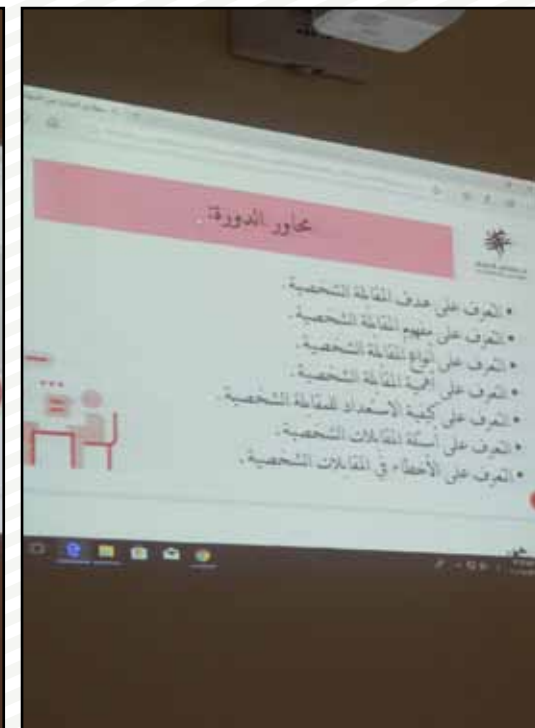 محاور الدورة:
• التعرف على هدف المقابلة الشخصية.
• التعرف على مفهوم المقابلة الشخصية.
• التعرف على أنواع المقابلة الشخصية.
• التعرف على أهمية المقابلة الشخصية.
• التعرف على كيفية الاستعداد للمقابلة الشخصية.
• التعرف على أسئلة المقابلات الشخصية.
• التعرف على الأخطاء في المقابلات الشخصية.